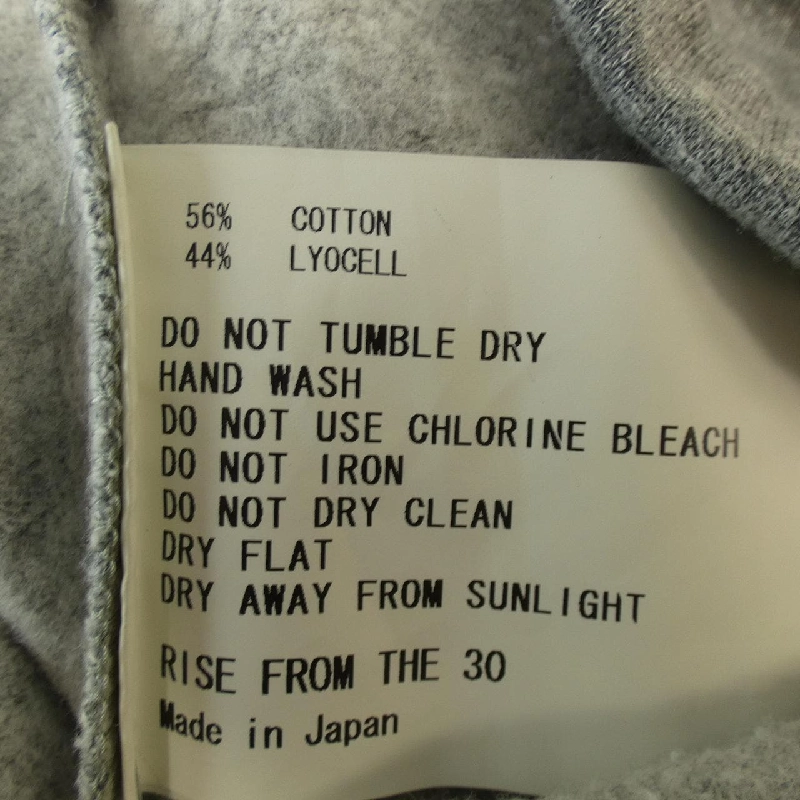 56% COTTON
44% LYOCELL
DO NOT TUMBLE DRY
HAND WASH
DO NOT USE CHLORINE BLEACH
DO NOT IRON
DO NOT DRY CLEAN
DRY FLAT
DRY AWAY FROM SUNLIGHT
RISE FROM THE 30
Made in Japan